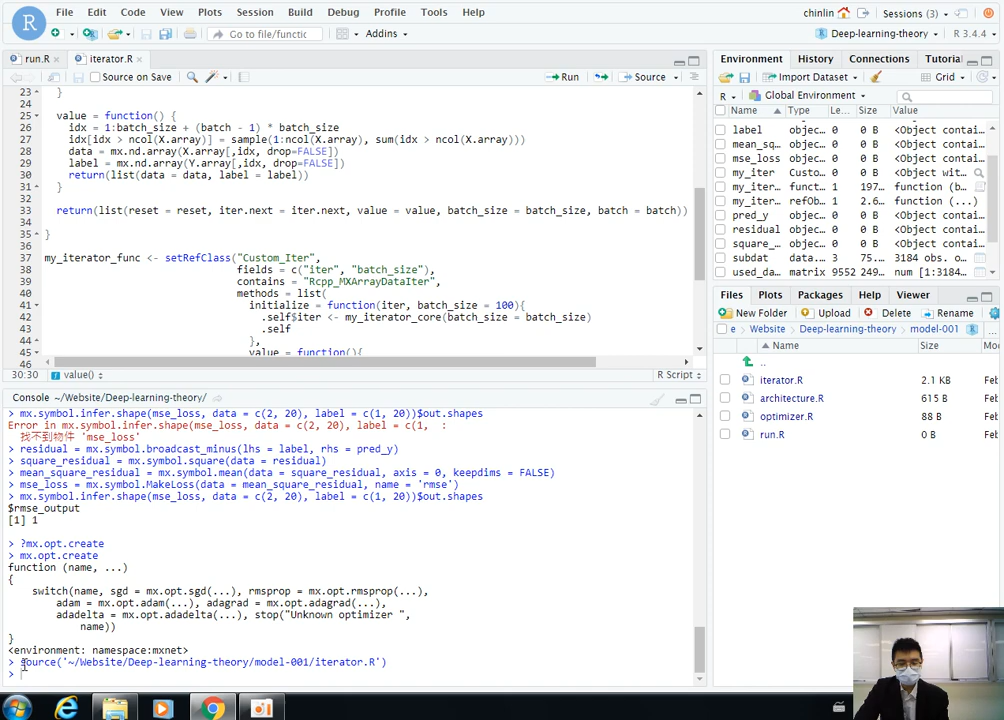 File Edit Code View Plots Session Build Debug Profile Tools Help
chinlin Sessions (3)
Go to file/functic Addins
Deep-learning-theory R 3.4.4
run.R iterator.R
Source on Save Run Source
23 }
24
25 value = function() {
26 idx = 1:batch_size + (batch - 1) * batch_size
27 idx[idx > ncol(X.array)] = sample(1:ncol(X.array), sum(idx > ncol(X.array)))
28 data = mx.nd.array(X.array[,idx, drop=FALSE])
29 label = mx.nd.array(Y.array[,idx, drop=FALSE])
30 return(list(data = data, label = label))
31 }
32
33 return(list(reset = reset, iter.next = iter.next, value = value, batch_size = batch_size, batch = batch))
34
35 }
36
37 my_iterator_func <- setRefClass("Custom_Iter",
38 fields = c("iter", "batch_size"),
39 contains = "Rcpp_MXArrayDataIter",
40 methods = list(
41 initialize = function(iter, batch_size = 100){
42 .self$iter <- my_iterator_core(batch_size = batch_size)
43 .self
44 },
45 value = function(){
46
30:30 value() R Script
Console ~/Website/Deep-learning-theory/
> mx.symbol.infer.shape(mse_loss, data = c(2, 20), label = c(1, 20))$out.shapes
Error in mx.symbol.infer.shape(mse_loss, data = c(2, 20), label = c(1, :
找不到物件 'mse_loss'
> residual = mx.symbol.broadcast_minus(lhs = label, rhs = pred_y)
> square_residual = mx.symbol.square(data = residual)
> mean_square_residual = mx.symbol.mean(data = square_residual, axis = 0, keepdims = FALSE)
> mse_loss = mx.symbol.MakeLoss(data = mean_square_residual, name = 'rmse')
> mx.symbol.infer.shape(mse_loss, data = c(2, 20), label = c(1, 20))$out.shapes
$rmse_output
[1] 1

> ?mx.opt.create
> mx.opt.create
function (name, ...)
{
switch(name, sgd = mx.opt.sgd(...), rmsprop = mx.opt.rmsprop(...),
adam = mx.opt.adam(...), adagrad = mx.opt.adagrad(...),
adadelta = mx.opt.adadelta(...), stop("Unknown optimizer ",
name))
}
<environment: namespace:mxnet>
> source('~/Website/Deep-learning-theory/model-001/iterator.R')
>
Environment History Connections Tutorial
Import Dataset Grid
R Global Environment
Name Type Le… Size Value
label objec… 0 0 B <Object contai…
mean_sq… objec… 0 0 B <Object contai…
mse_loss objec… 0 0 B <Object contai…
my_iter Custo… 0 0 B <Object wit…
my_iter… funct… 1 197… function (b…
my_iter… refObj… 1 2.6… function (...)
pred_y objec… 0 0 B <Object contai…
residual objec… 0 0 B <Object contai…
square_… objec… 0 0 B <Object contai…
subdat data.… 3 75.… 3184 obs. o…
used_da… matrix 9552 249… num [1:3184…
Files Plots Packages Help Viewer
New Folder Upload Delete Rename
e Website Deep-learning-theory model-001 ...
Name Size Mo
..
iterator.R 2.1 KB Feb
architecture.R 615 B Feb
optimizer.R 88 B Feb
run.R 0 B Feb